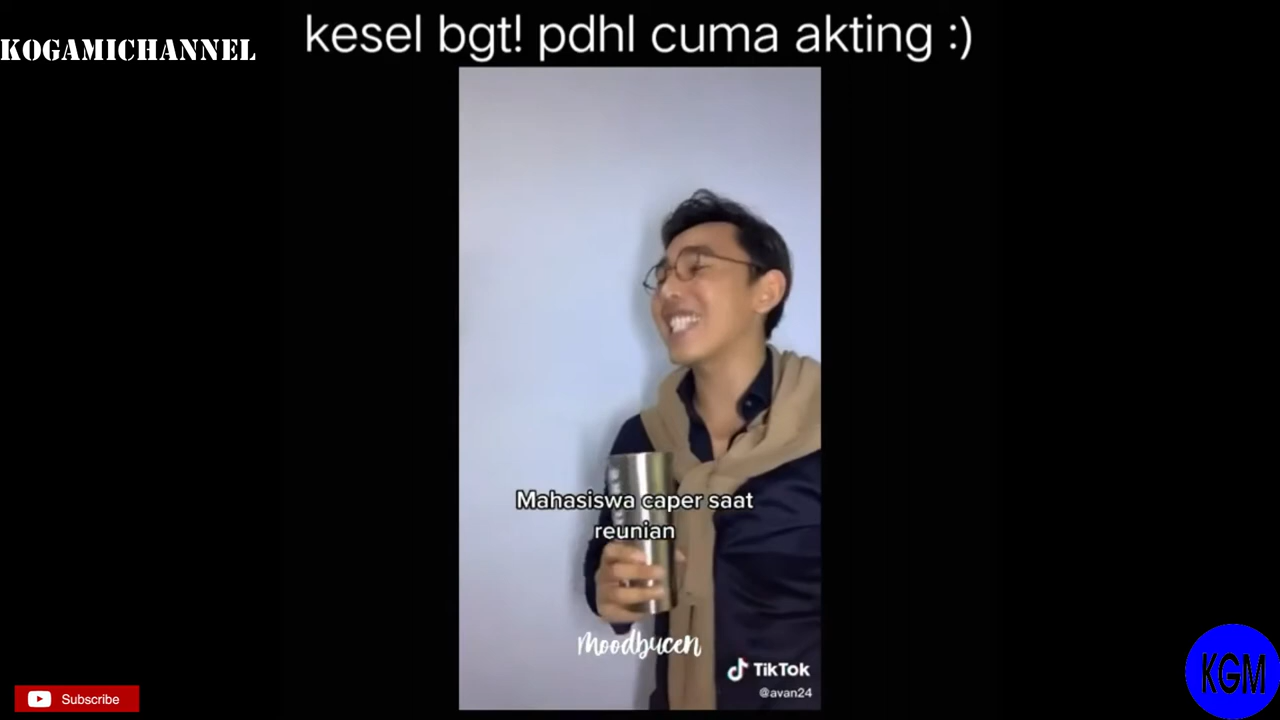 KOGAMICHANNEL
kesel bgt! pdhl cuma akting :)
Mahasiswa caper saat
reunian
Moodbucen
TikTok
@avan24
Subscribe
KGM